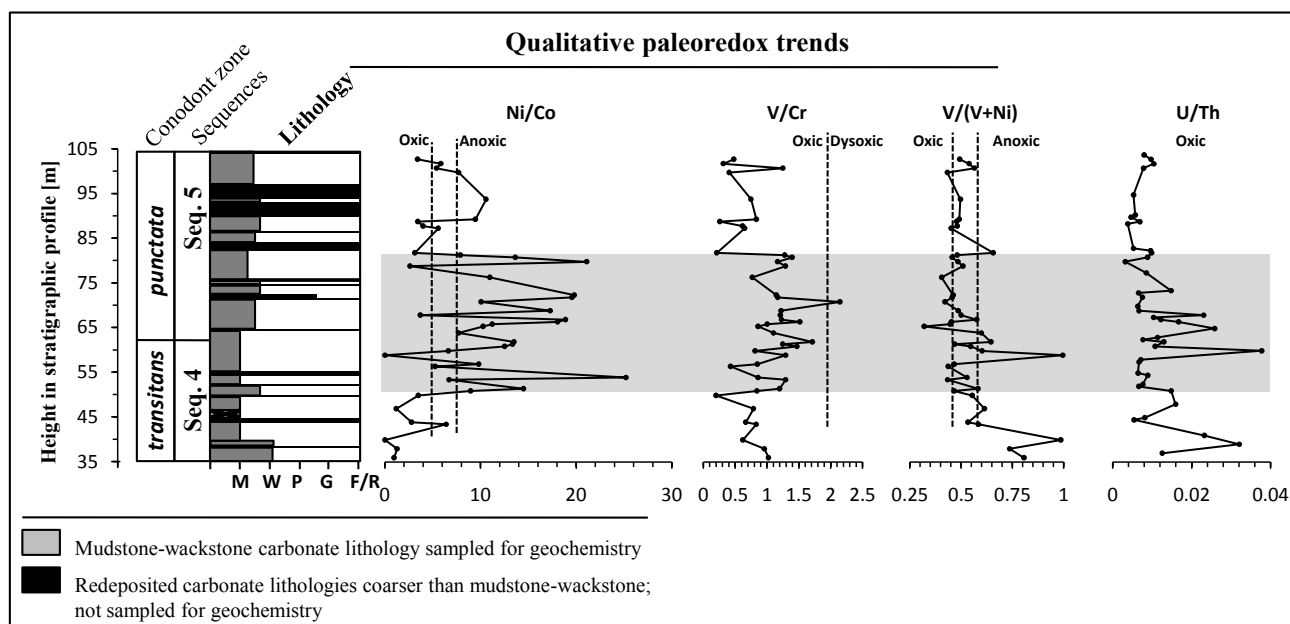 Qualitative paleoredox trends
Conodont zone
Sequences
Lithology
Ni/Co
V/Cr
V/(V+Ni)
U/Th
Oxic
Anoxic
Oxic
Dysoxic
Oxic
Anoxic
Oxic
Height in stratigraphic profile [m]
105
95
85
75
65
55
45
35
punctata
transitans
Seq. 5
Seq. 4
M W P G F/R
0 10 20 30
0 0.5 1 1.5 2 2.5
0.25 0.5 0.75 1
0 0.02 0.04
Mudstone-wackstone carbonate lithology sampled for geochemistry
Redeposited carbonate lithologies coarser than mudstone-wackstone;
not sampled for geochemistry